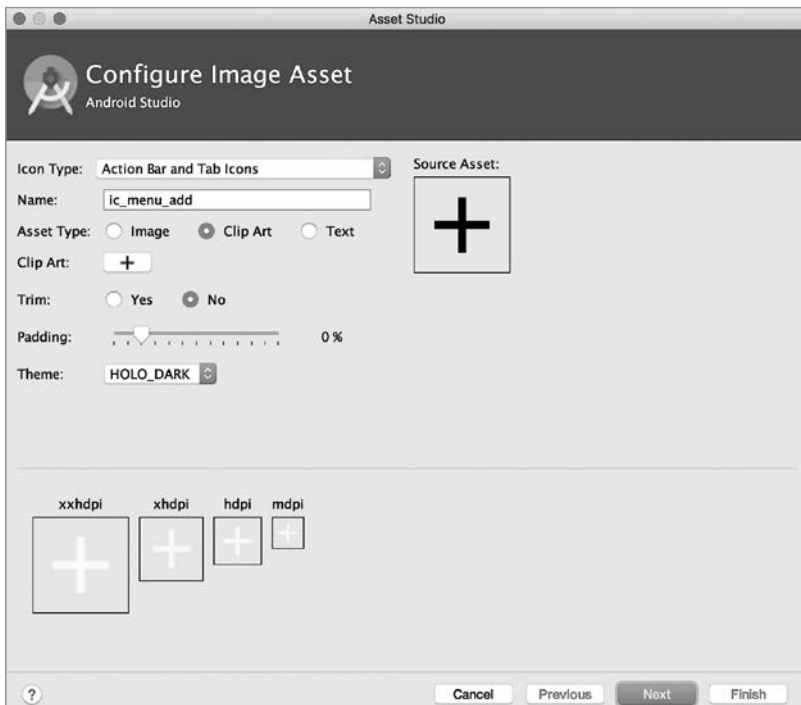 Asset Studio
Configure Image Asset
Android Studio
Icon Type: Action Bar and Tab Icons
Source Asset:
Name: ic_menu_add
Asset Type: Image Clip Art Text
Clip Art:
Trim: Yes No
Padding: 0 %
Theme: HOLO_DARK
xxhdpi xhdpi hdpi mdpi
? Cancel Previous Next Finish